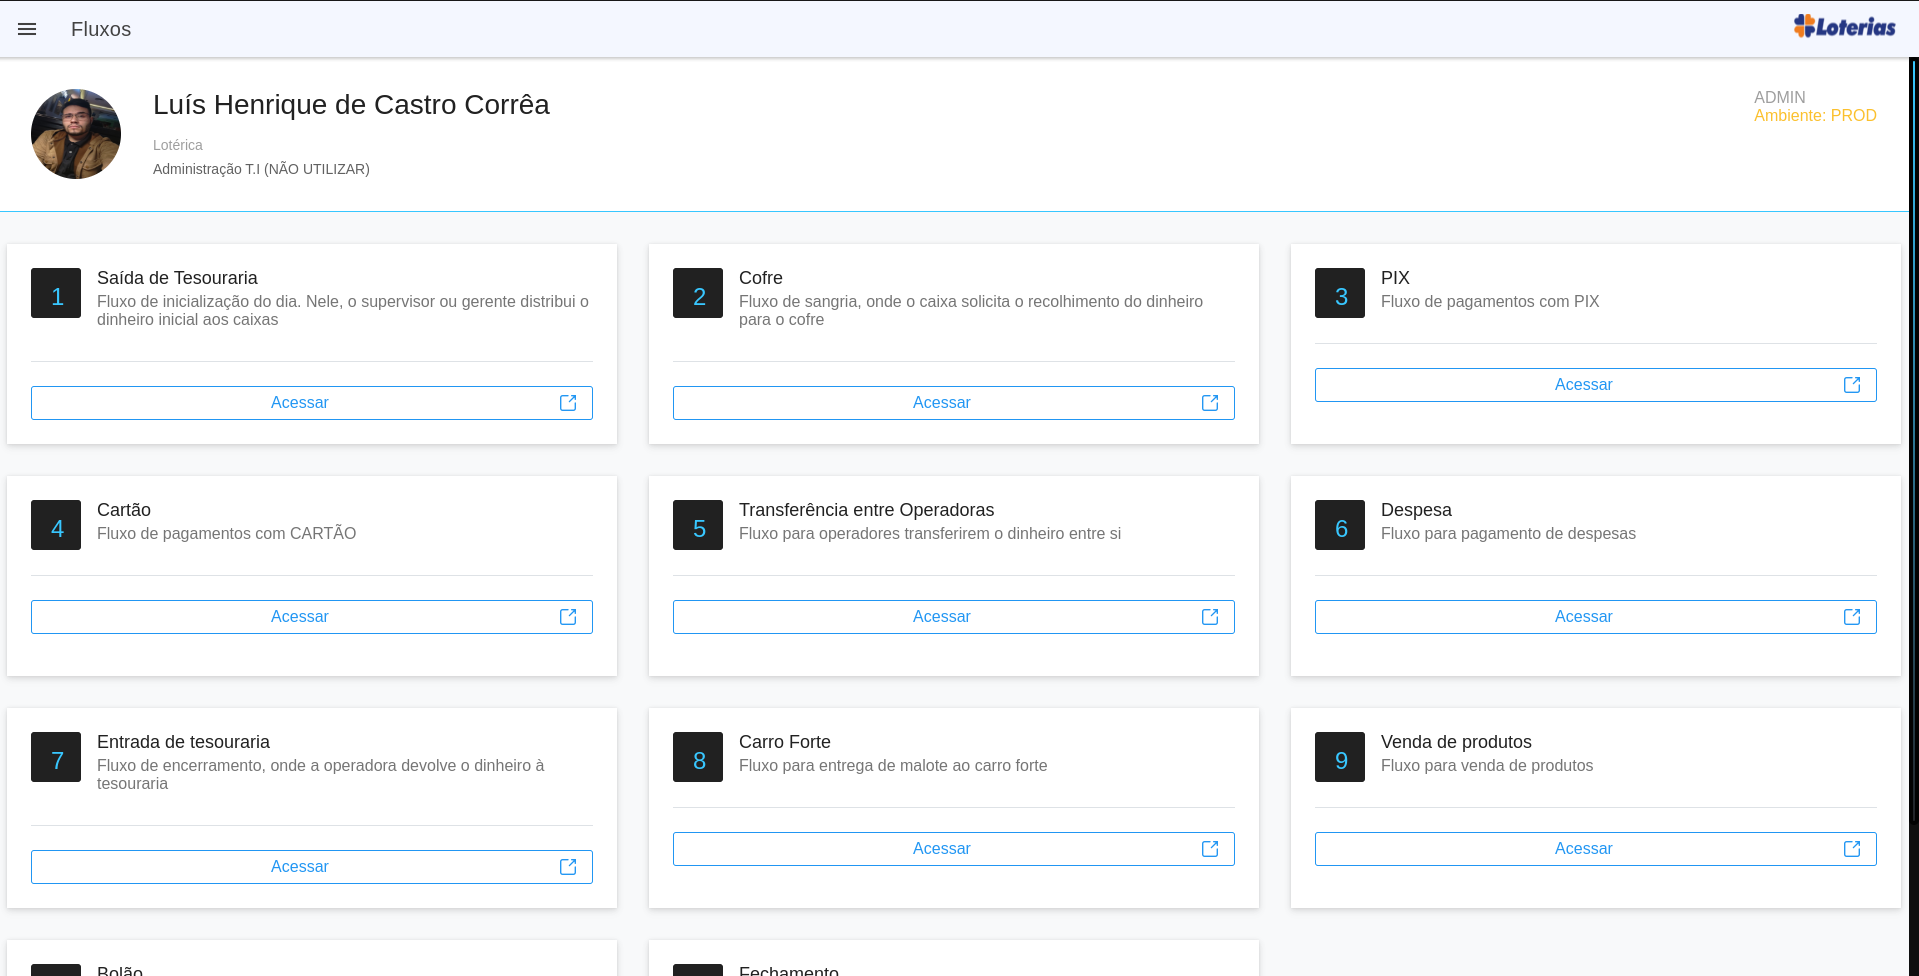 Fluxos
Loterias
Luís Henrique de Castro Corrêa
Lotérica
Administração T.I (NÃO UTILIZAR)
ADMIN
Ambiente: PROD
1
Saída de Tesouraria
Fluxo de inicialização do dia. Nele, o supervisor ou gerente distribui o
dinheiro inicial aos caixas
Acessar
2
Cofre
Fluxo de sangria, onde o caixa solicita o recolhimento do dinheiro
para o cofre
Acessar
3
PIX
Fluxo de pagamentos com PIX
Acessar
4
Cartão
Fluxo de pagamentos com CARTÃO
Acessar
5
Transferência entre Operadoras
Fluxo para operadores transferirem o dinheiro entre si
Acessar
6
Despesa
Fluxo para pagamento de despesas
Acessar
7
Entrada de tesouraria
Fluxo de encerramento, onde a operadora devolve o dinheiro à
tesouraria
Acessar
8
Carro Forte
Fluxo para entrega de malote ao carro forte
Acessar
9
Venda de produtos
Fluxo para venda de produtos
Acessar
Bolão
Fechamento